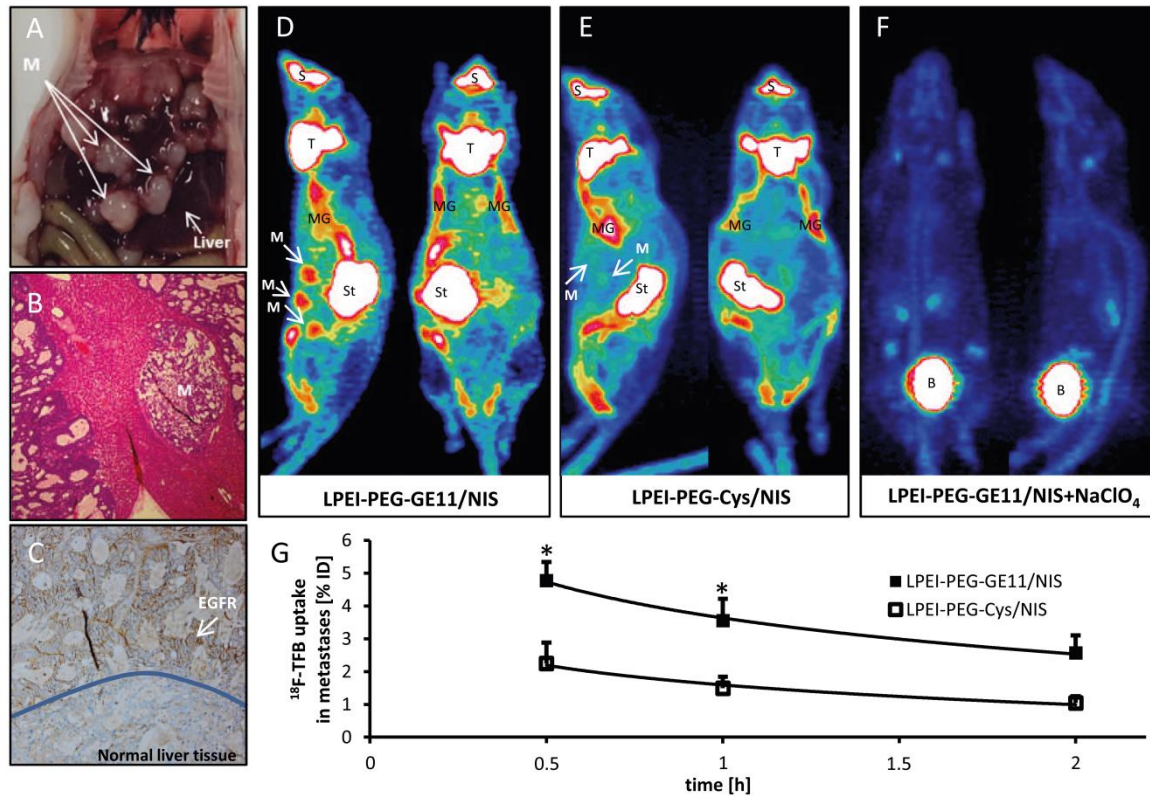 A
M
Liver
B
M
C
EGFR
Normal liver tissue
D
S
S
T
T
MG
MG
MG
M
M
M
St
St
LPEI-PEG-GE11/NIS
E
S
S
T
T
MG
MG
MG
M
M
St
St
LPEI-PEG-Cys/NIS
F
B
B
LPEI-PEG-GE11/NIS+NaClO₄
G
¹⁸F-TFB uptake
in metastases [% ID]
6
5
4
3
2
1
0
*
*
LPEI-PEG-GE11/NIS
LPEI-PEG-Cys/NIS
0
0.5
1
1.5
2
time [h]